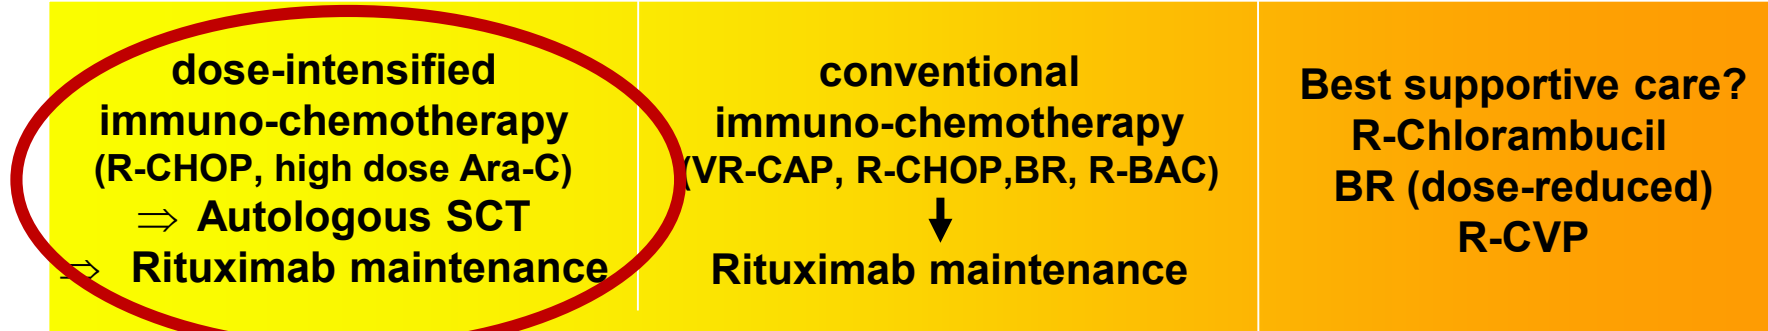 dose-intensified
immuno-chemotherapy
(R-CHOP, high dose Ara-C)
⇒ Autologous SCT
⇒ Rituximab maintenance
conventional
immuno-chemotherapy
(VR-CAP, R-CHOP,BR, R-BAC)
Rituximab maintenance
Best supportive care?
R-Chlorambucil
BR (dose-reduced)
R-CVP